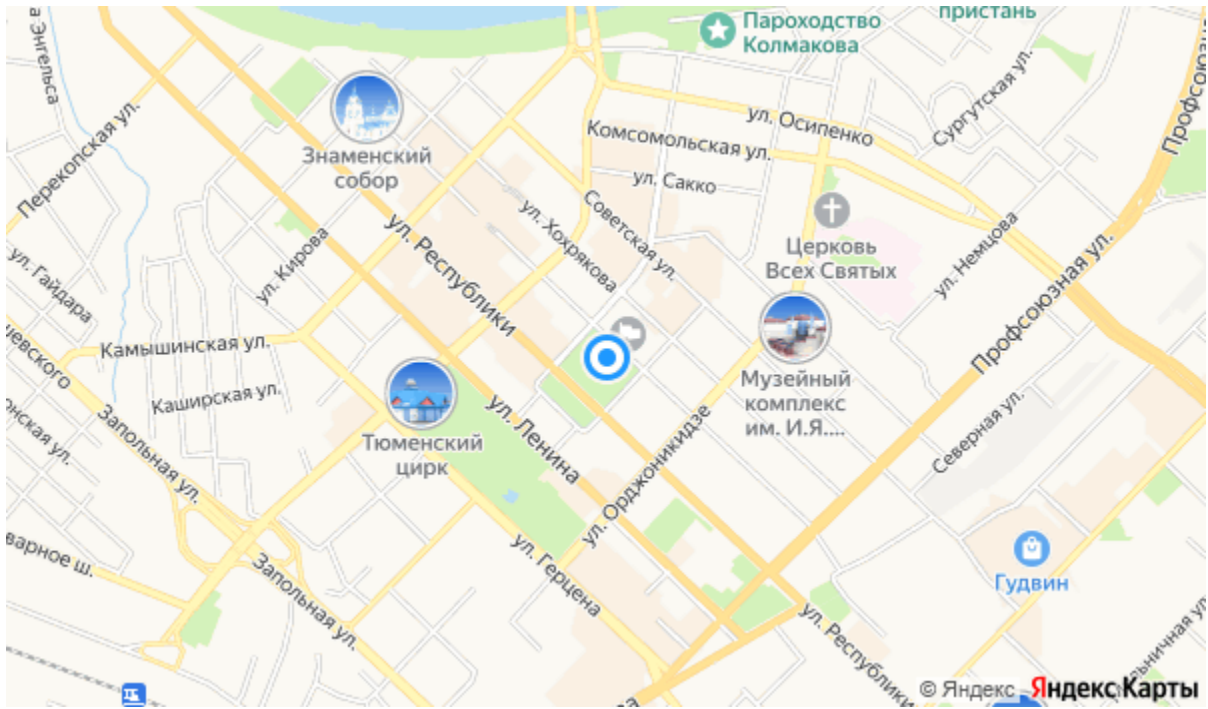 Пароходство
Колмакова
пристань
а Энгельса
Сургутская ул.
ул. Осипенко
Комсомольская ул.
Перекопская ул.
Знаменский
собор
ул. Сакко
ул. Хохрякова
Советская ул.
Церковь
Всех Святых
ул. Немцова
Профсоюзная ул.
ул. Гайдара
ул. Кирова
ул. Республики
Камышинская ул.
Каширская ул.
Запольная ул.
Тюменский
цирк
ул. Ленина
Музейный
комплекс
им. И.Я....
ул. Орджоникидзе
Северная ул.
Запольная ул.
ул. Герцена
Гудвин
ул. Республики
© Яндекс Яндекс Карты